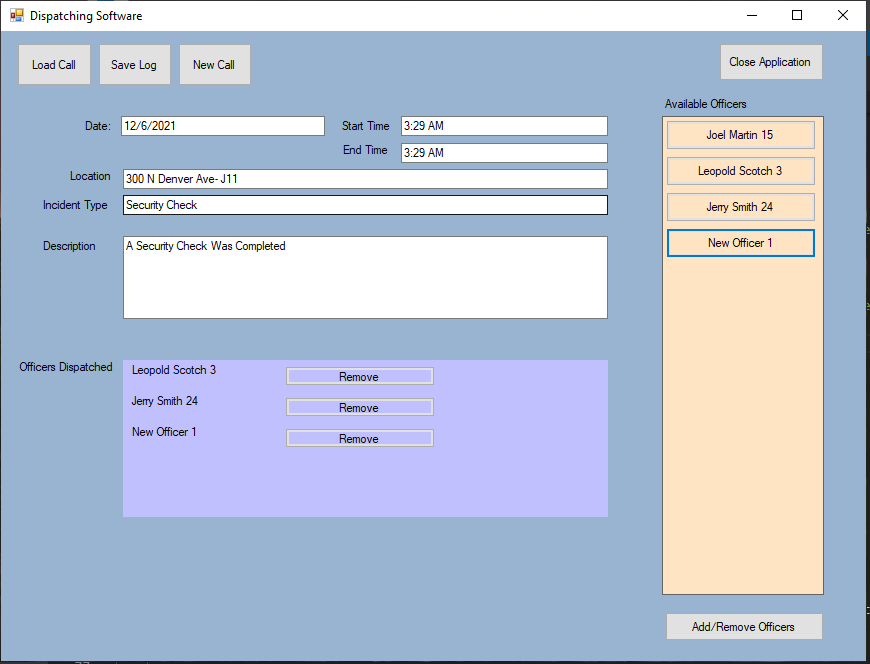 Dispatching Software
Load Call
Save Log
New Call
Close Application
Available Officers
Date:
12/6/2021
Start Time
3:29 AM
End Time
3:29 AM
Location
300 N Denver Ave- J11
Incident Type
Security Check
Description
A Security Check Was Completed
Joel Martin 15
Leopold Scotch 3
Jerry Smith 24
New Officer 1
Officers Dispatched
Leopold Scotch 3
Remove
Jerry Smith 24
Remove
New Officer 1
Remove
Add/Remove Officers